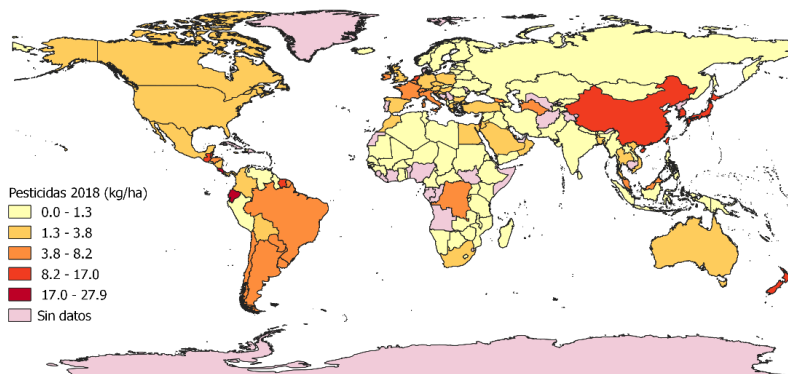 Pesticidas 2018 (kg/ha)
0.0 - 1.3
1.3 - 3.8
3.8 - 8.2
8.2 - 17.0
17.0 - 27.9
Sin datos